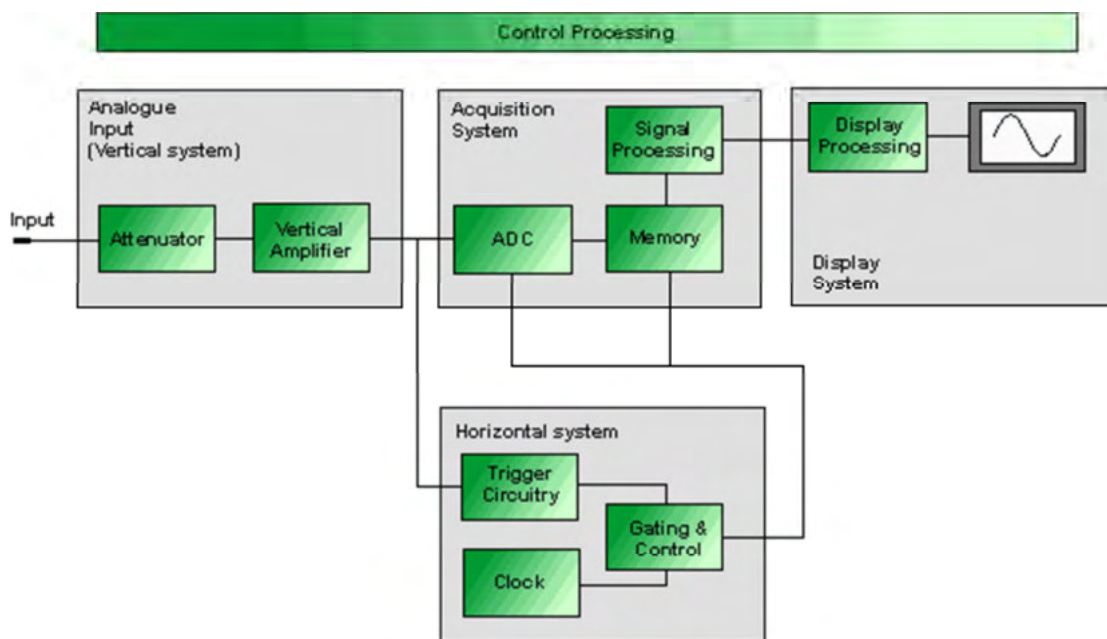 Control Processing
Analogue
Input
(Vertical system)
Input
Attenuator
Vertical
Amplifier
Acquisition
System
Signal
Processing
ADC
Memory
Display
Processing
Display
System
Horizontal system
Trigger
Circuitry
Gating &
Control
Clock